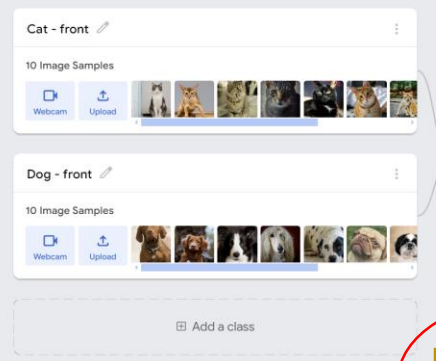 Cat - front
10 Image Samples
Webcam
Upload
Dog - front
10 Image Samples
Webcam
Upload
Add a class